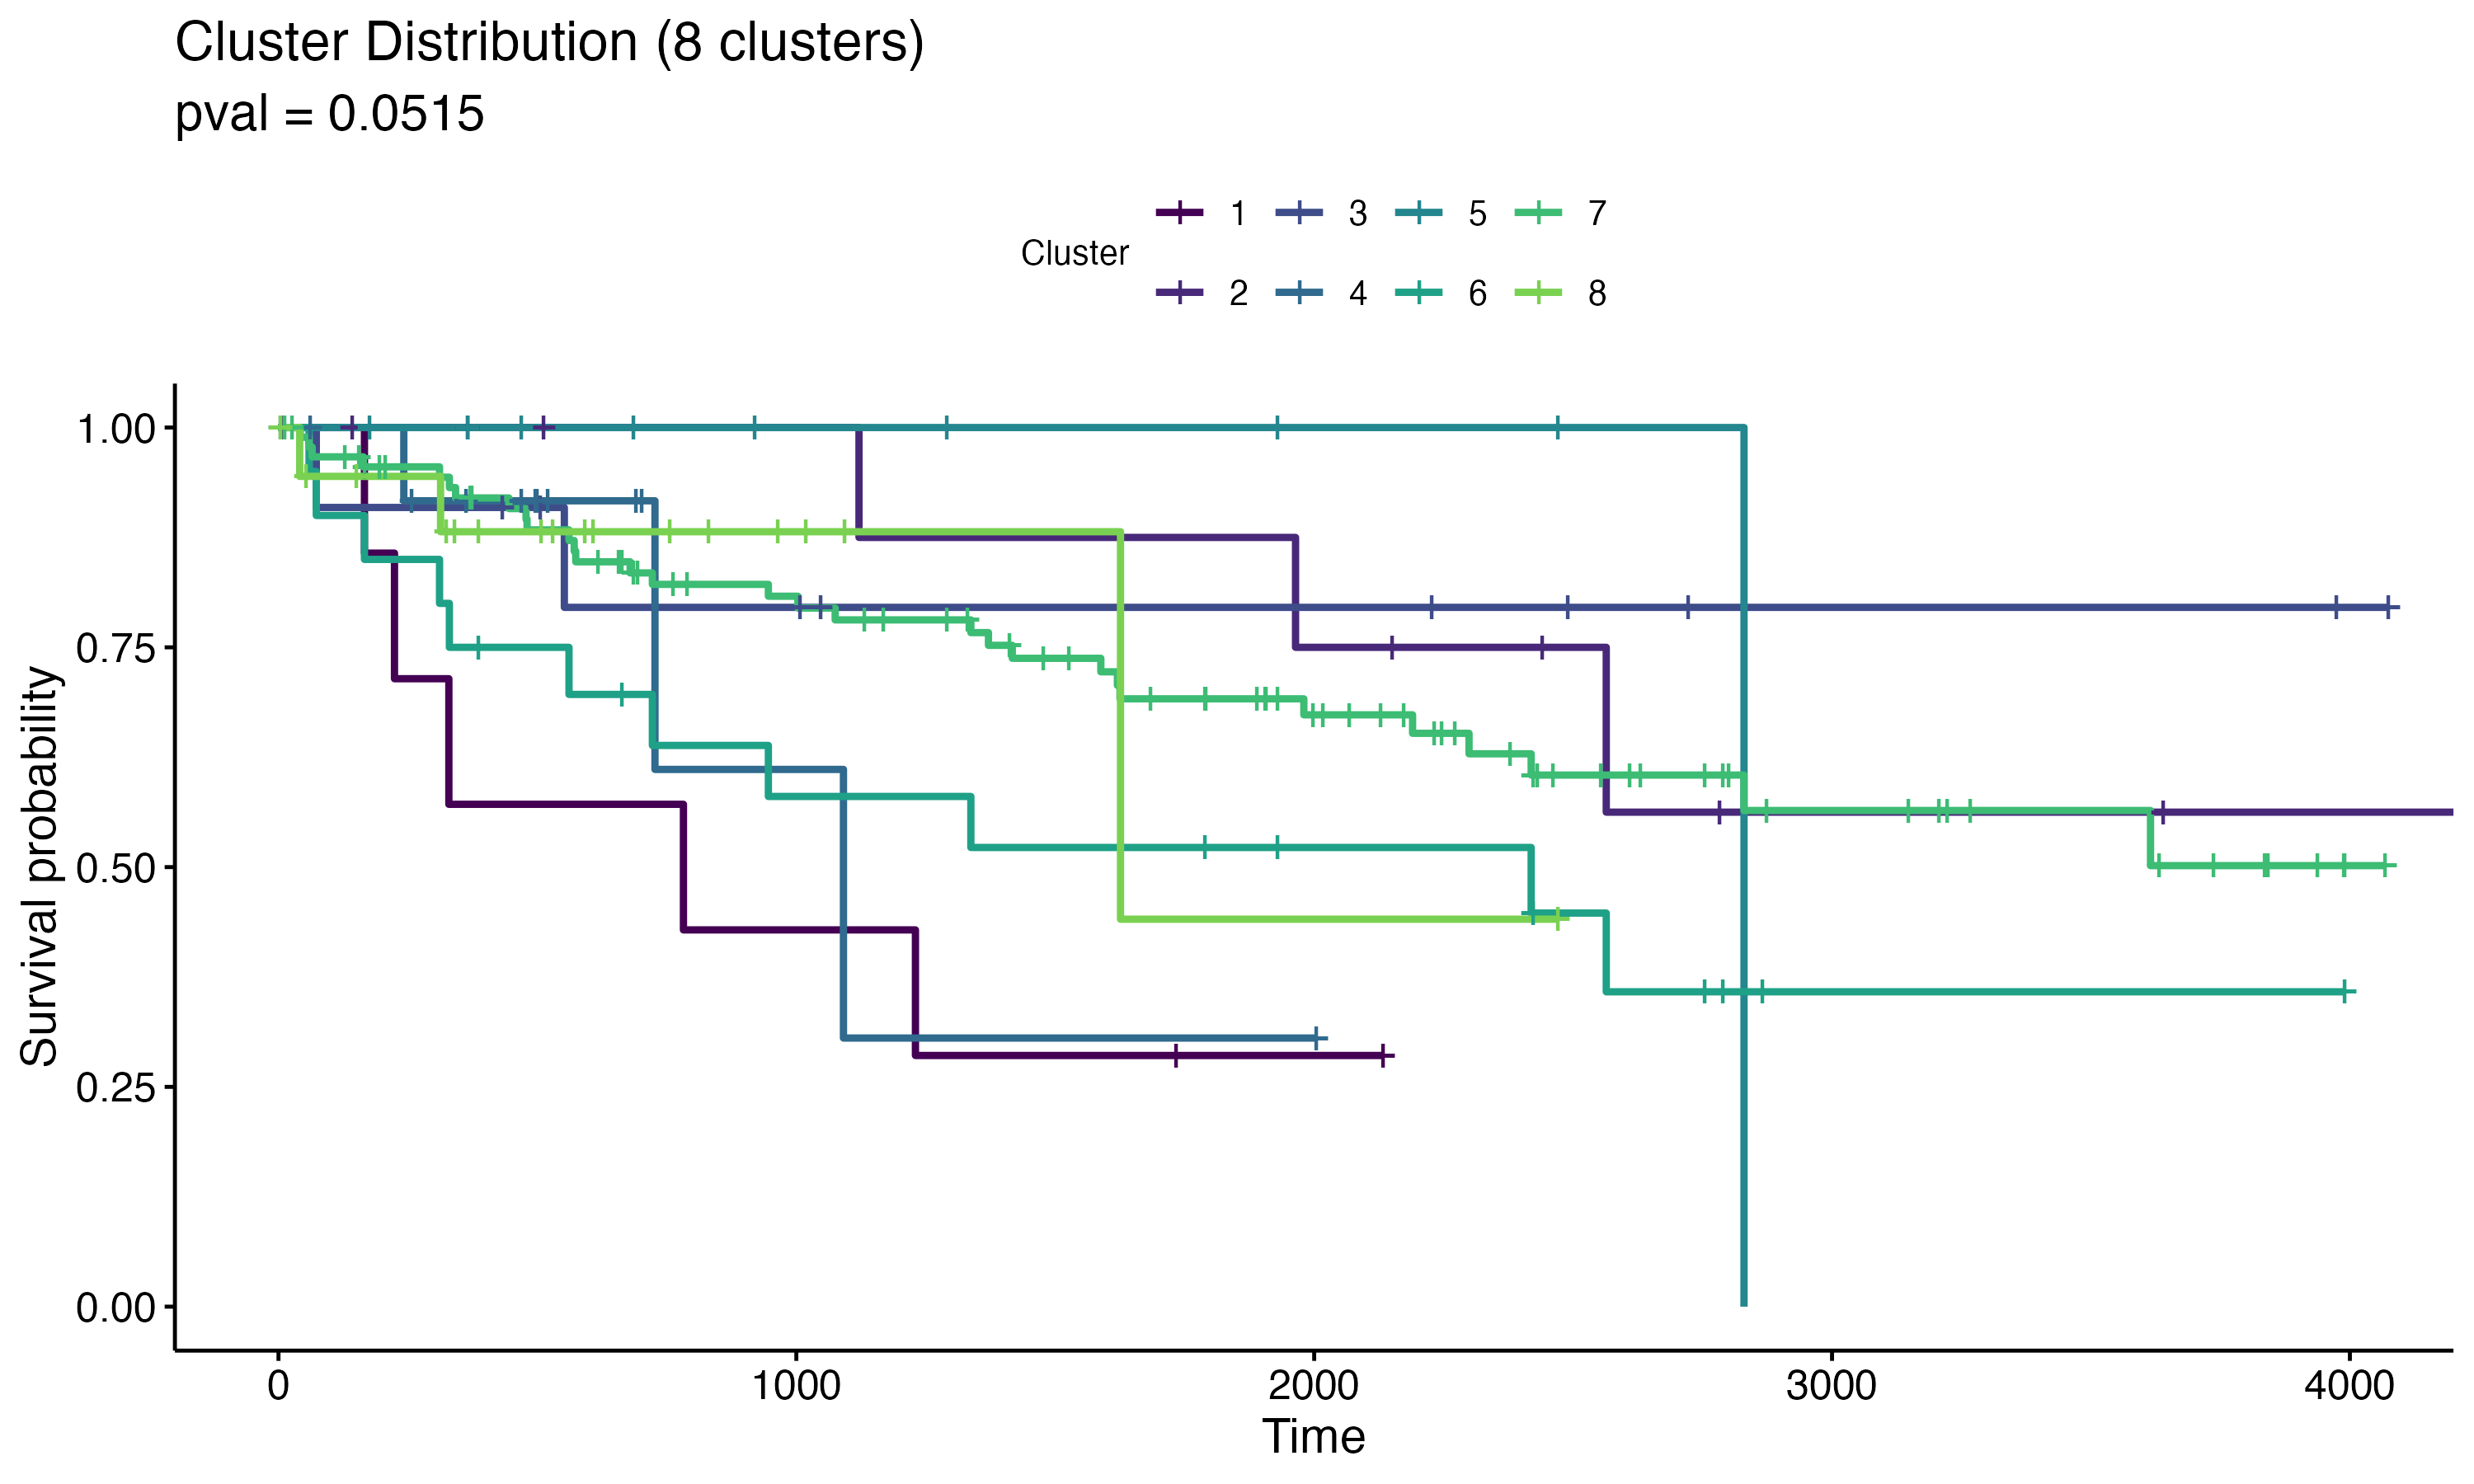 Cluster Distribution (8 clusters)
pval = 0.0515
Cluster
1 3 5 7
2 4 6 8
Survival probability
1.00
0.75
0.50
0.25
0.00
0 1000 2000 3000 4000
Time